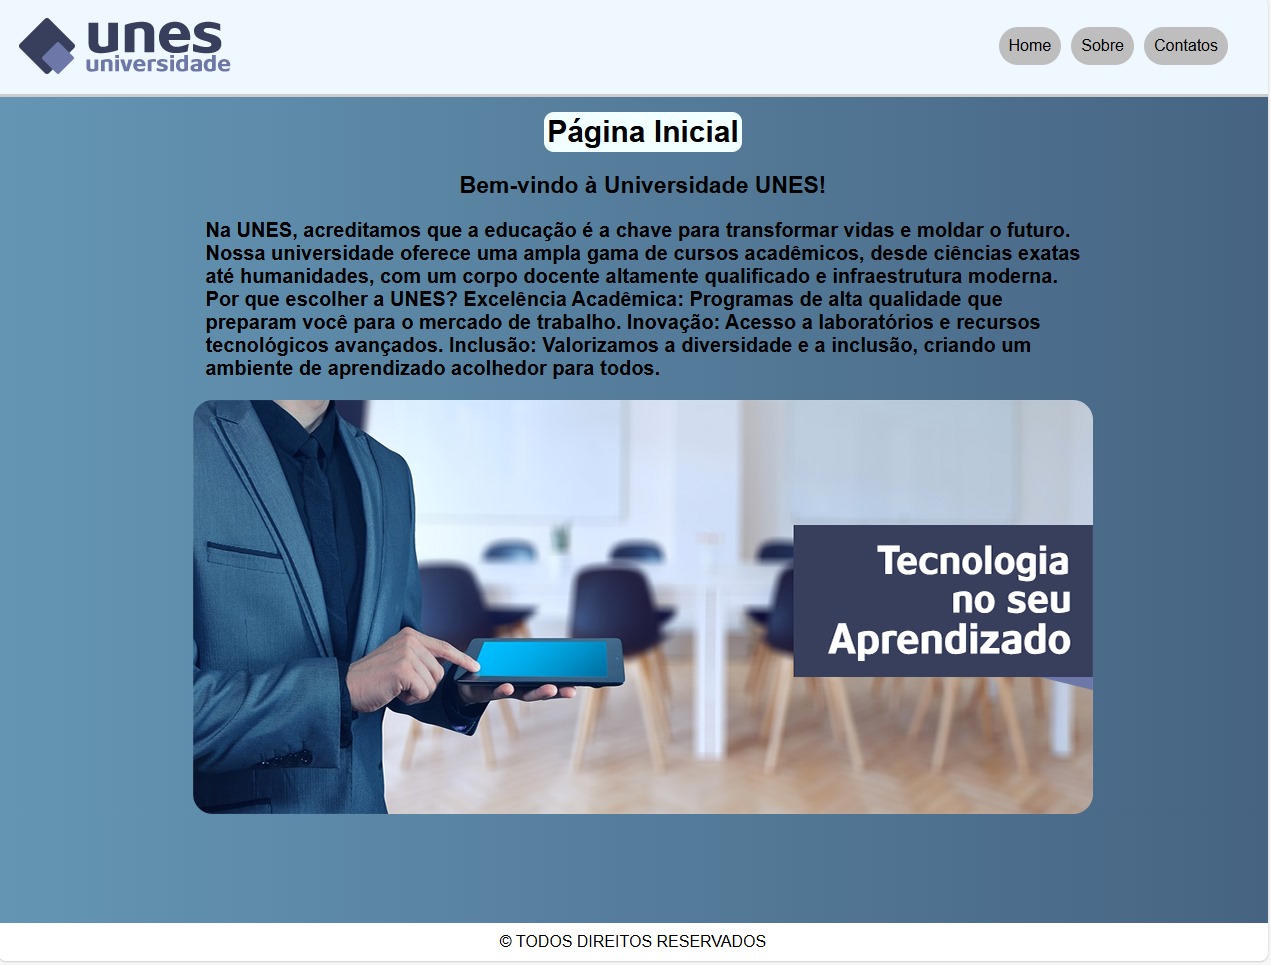 unes
universidade
Home
Sobre
Contatos
Página Inicial
Bem-vindo à Universidade UNES!
Na UNES, acreditamos que a educação é a chave para transformar vidas e moldar o futuro.
Nossa universidade oferece uma ampla gama de cursos acadêmicos, desde ciências exatas
até humanidades, com um corpo docente altamente qualificado e infraestrutura moderna.
Por que escolher a UNES? Excelência Acadêmica: Programas de alta qualidade que
preparam você para o mercado de trabalho. Inovação: Acesso a laboratórios e recursos
tecnológicos avançados. Inclusão: Valorizamos a diversidade e a inclusão, criando um
ambiente de aprendizado acolhedor para todos.
Tecnologia
no seu
Aprendizado
© TODOS DIREITOS RESERVADOS